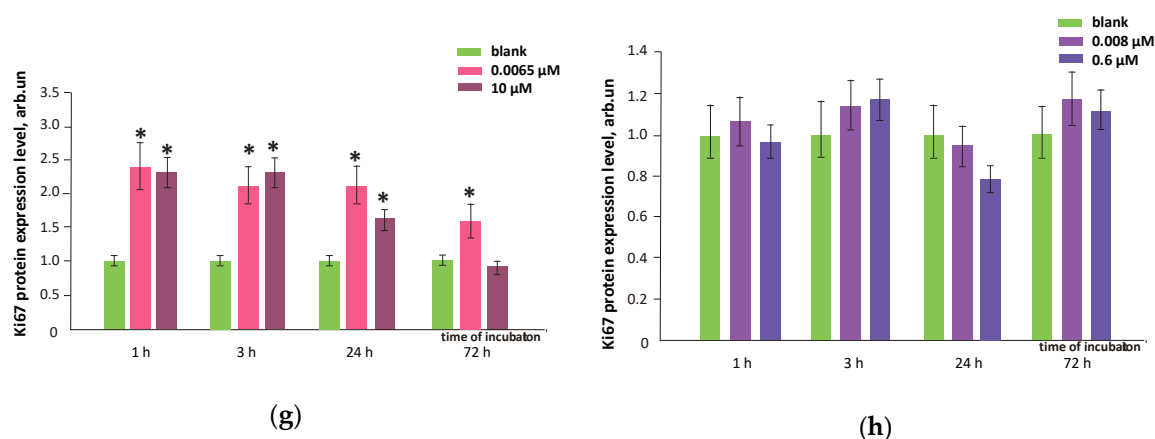 blank
0.0065 µM
10 µM
Ki67 protein expression level, arb.un
3.5
3.0
2.5
2.0
1.5
1.0
0.5
0
* *
* *
* *
*
time of incubaton
1 h 3 h 24 h 72 h
(g)
blank
0.008 µM
0.6 µM
Ki67 protein expression level, arb.un
1.4
1.2
1.0
0.8
0.6
0.4
0.2
0
time of incubaton
1 h 3 h 24 h 72 h
(h)